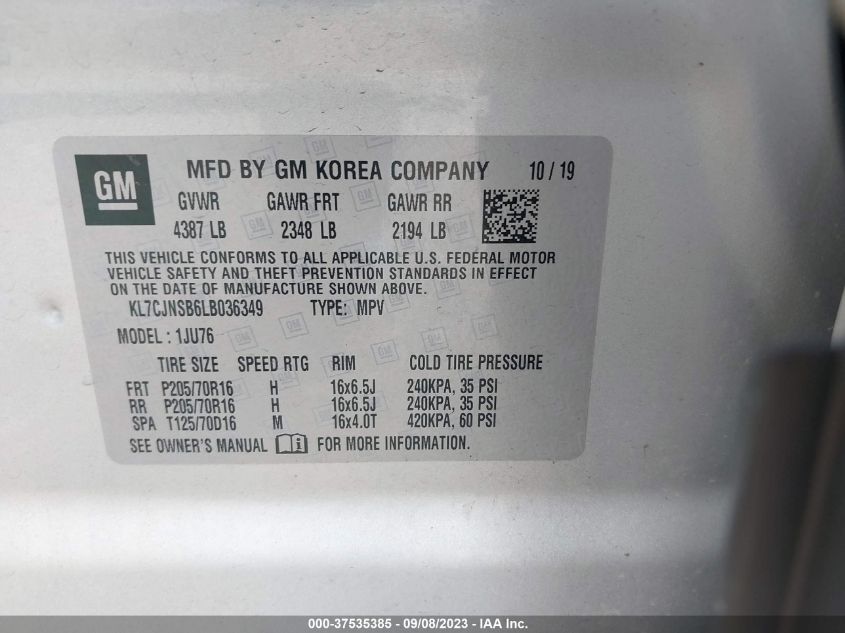 GM
MFD BY GM KOREA COMPANY 10 / 19
GVWR GAWR FRT GAWR RR
4387 LB 2348 LB 2194 LB
THIS VEHICLE CONFORMS TO ALL APPLICABLE U.S. FEDERAL MOTOR
VEHICLE SAFETY AND THEFT PREVENTION STANDARDS IN EFFECT
ON THE DATE OF MANUFACTURE SHOWN ABOVE.
KL7CJNSB6LB036349 TYPE: MPV
MODEL : 1JU76
TIRE SIZE SPEED RTG RIM COLD TIRE PRESSURE
FRT P205/70R16 H 16x6.5J 240KPA, 35 PSI
RR P205/70R16 H 16x6.5J 240KPA, 35 PSI
SPA T125/70D16 M 16x4.0T 420KPA, 60 PSI
SEE OWNER'S MANUAL i FOR MORE INFORMATION.
000-37535385 - 09/08/2023 - IAA Inc.